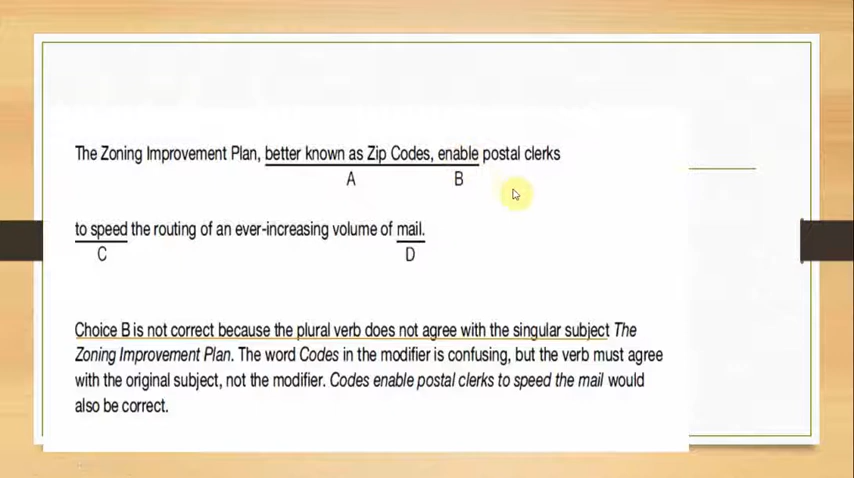 The Zoning Improvement Plan, better known as Zip Codes, enable postal clerks
A B
to speed the routing of an ever-increasing volume of mail.
C D
Choice B is not correct because the plural verb does not agree with the singular subject The
Zoning Improvement Plan. The word Codes in the modifier is confusing, but the verb must agree
with the original subject, not the modifier. Codes enable postal clerks to speed the mail would
also be correct.